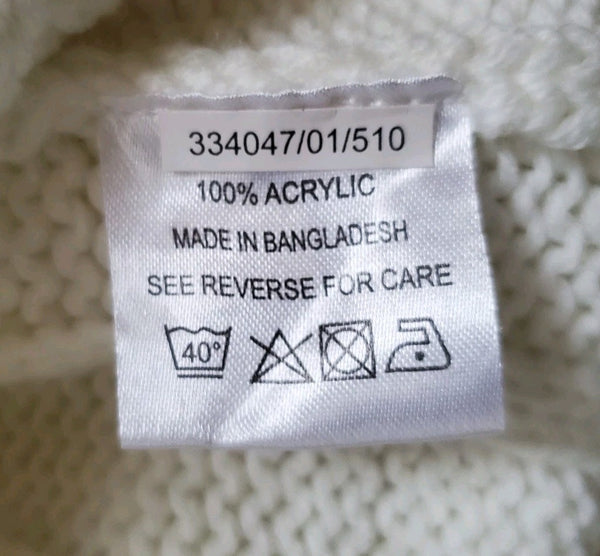 334047/01/510
100% ACRYLIC
MADE IN BANGLADESH
SEE REVERSE FOR CARE
40°